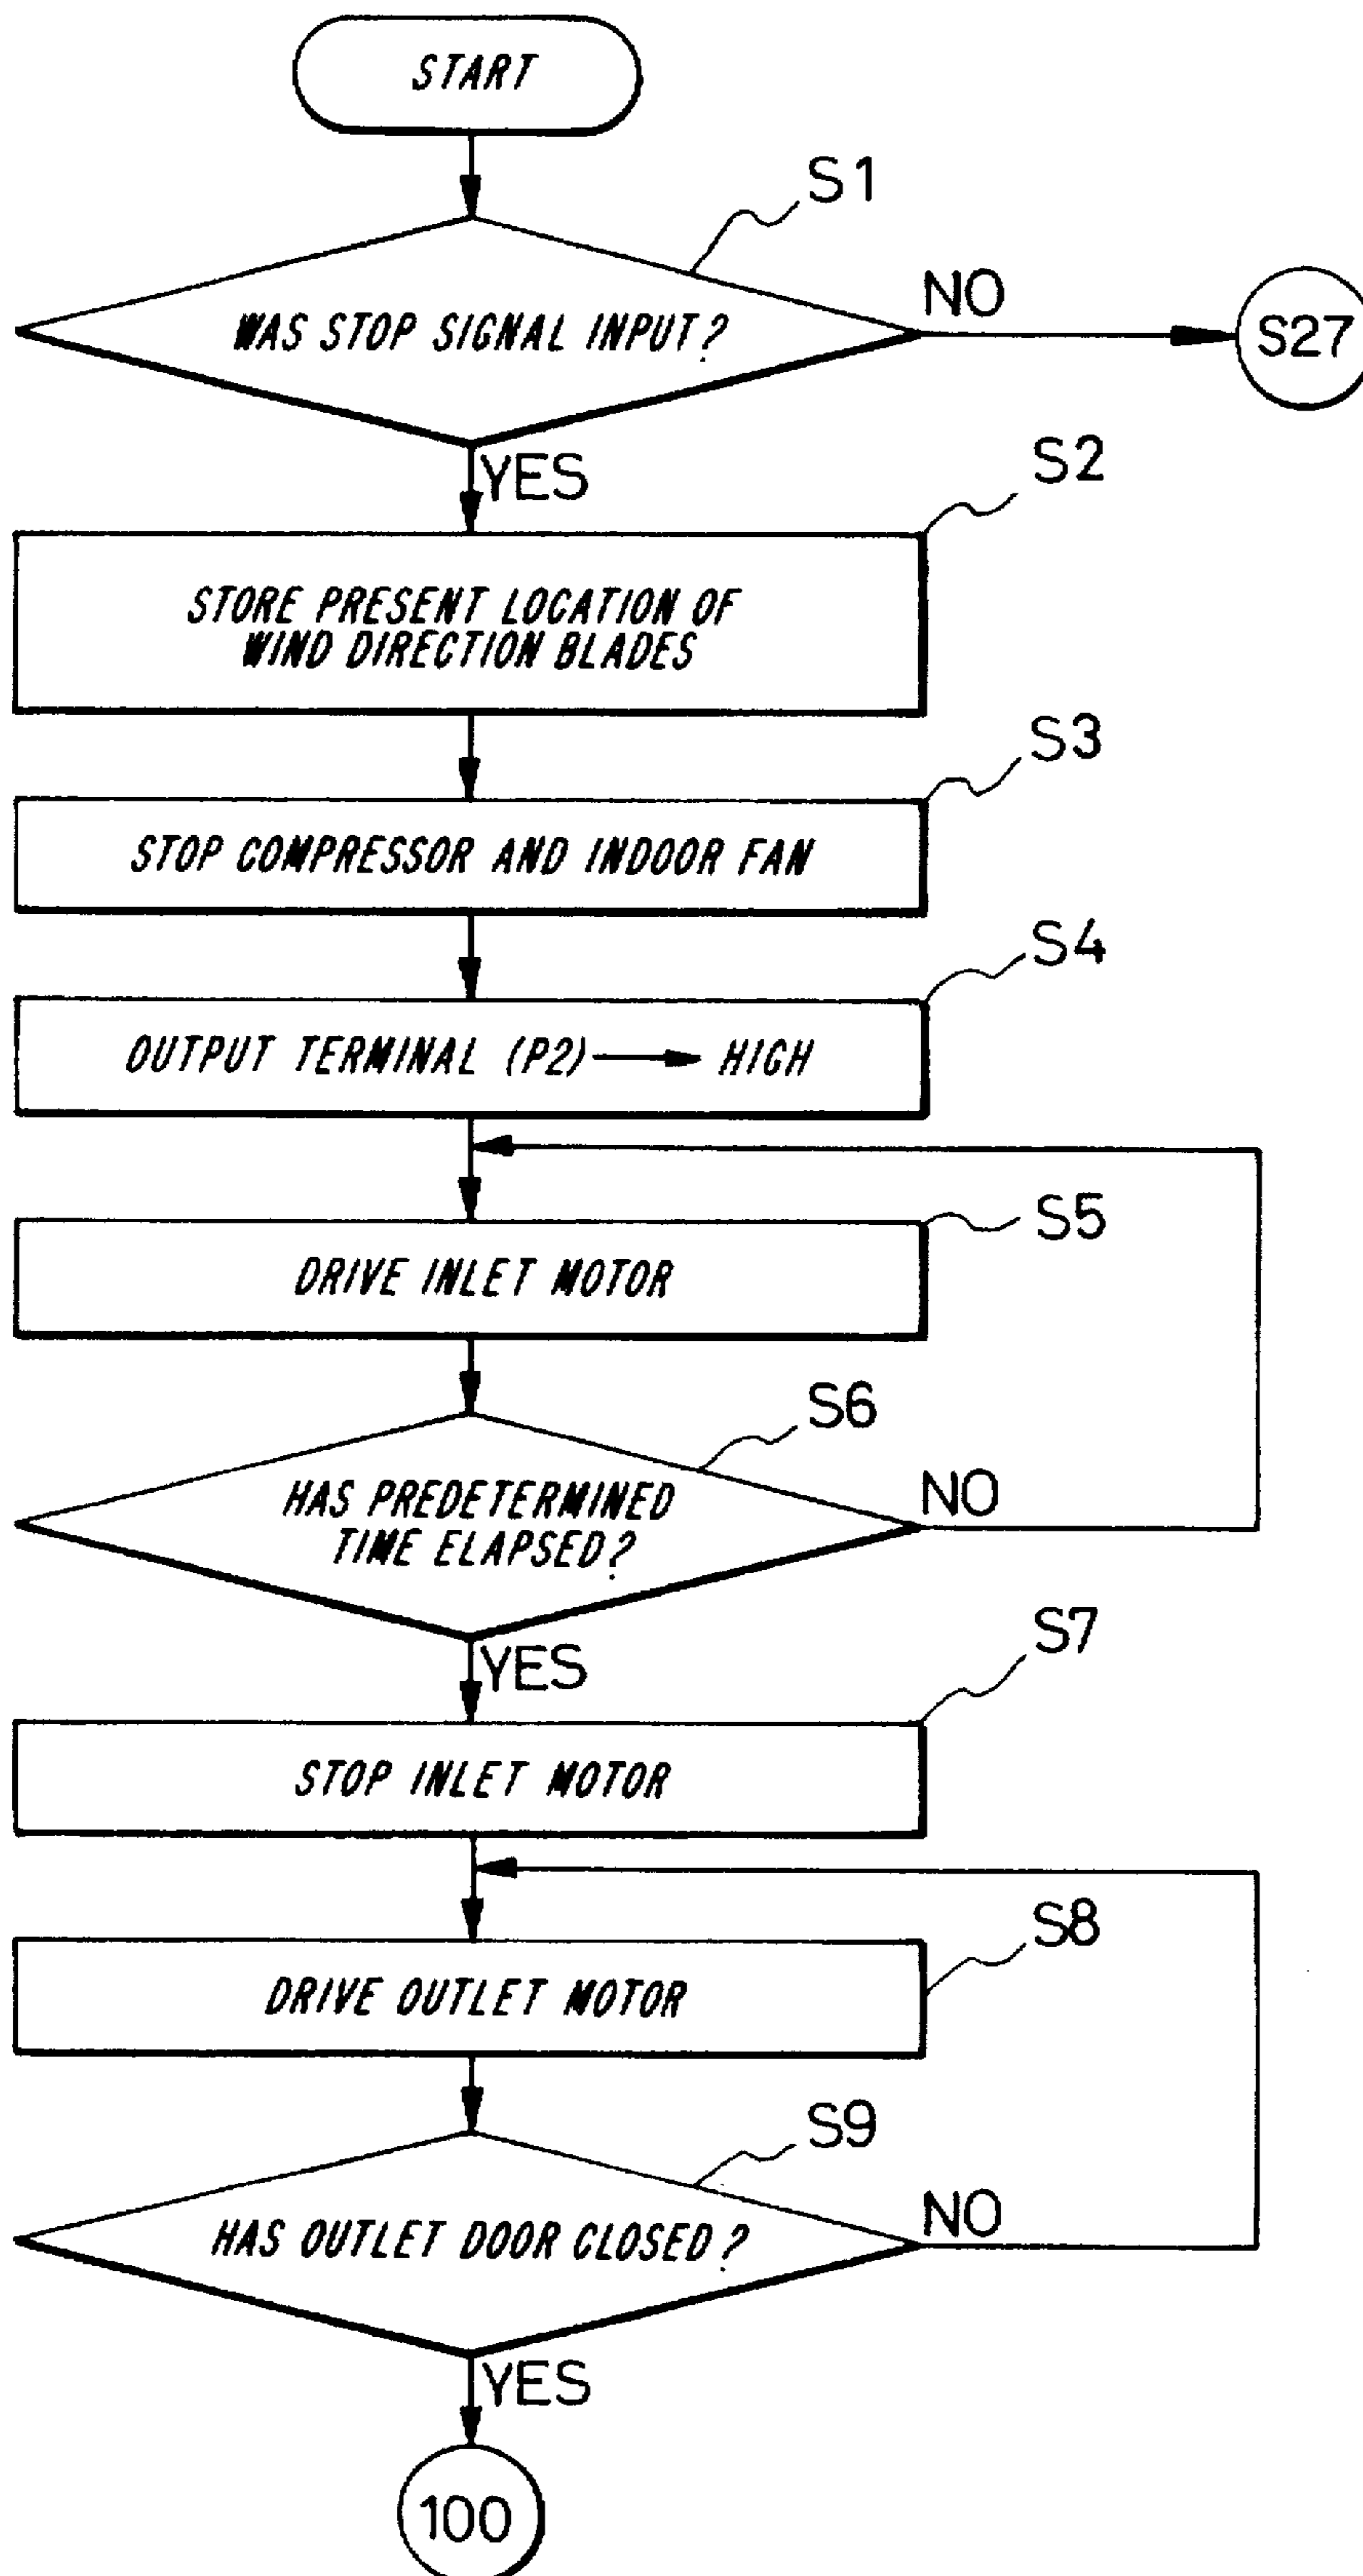 START
S1
WAS STOP SIGNAL INPUT?
NO
S27
YES
S2
STORE PRESENT LOCATION OF
WIND DIRECTION BLADES
S3
STOP COMPRESSOR AND INDOOR FAN
S4
OUTPUT TERMINAL (P2) → HIGH
S5
DRIVE INLET MOTOR
S6
HAS PREDETERMINED
TIME ELAPSED?
NO
YES
S7
STOP INLET MOTOR
S8
DRIVE OUTLET MOTOR
S9
HAS OUTLET DOOR CLOSED?
NO
YES
100